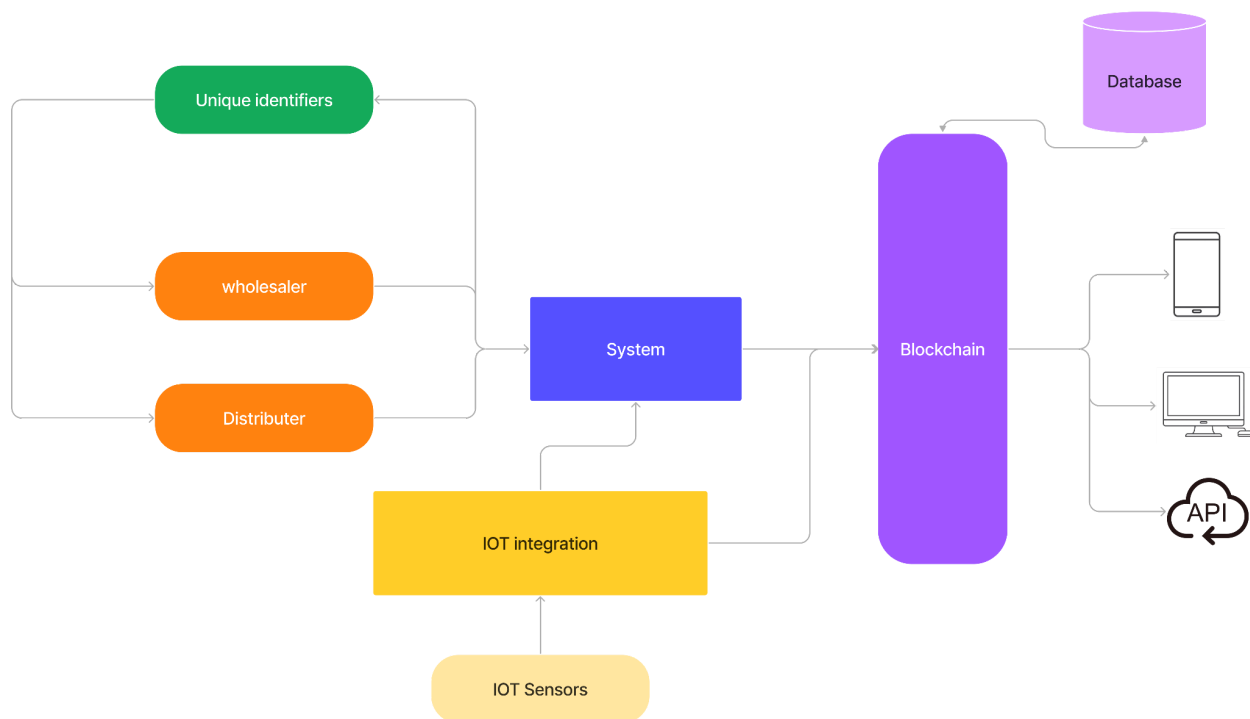 Database
Unique identifiers
wholesaler
System
Blockchain
Distributer
API
IOT integration
IOT Sensors